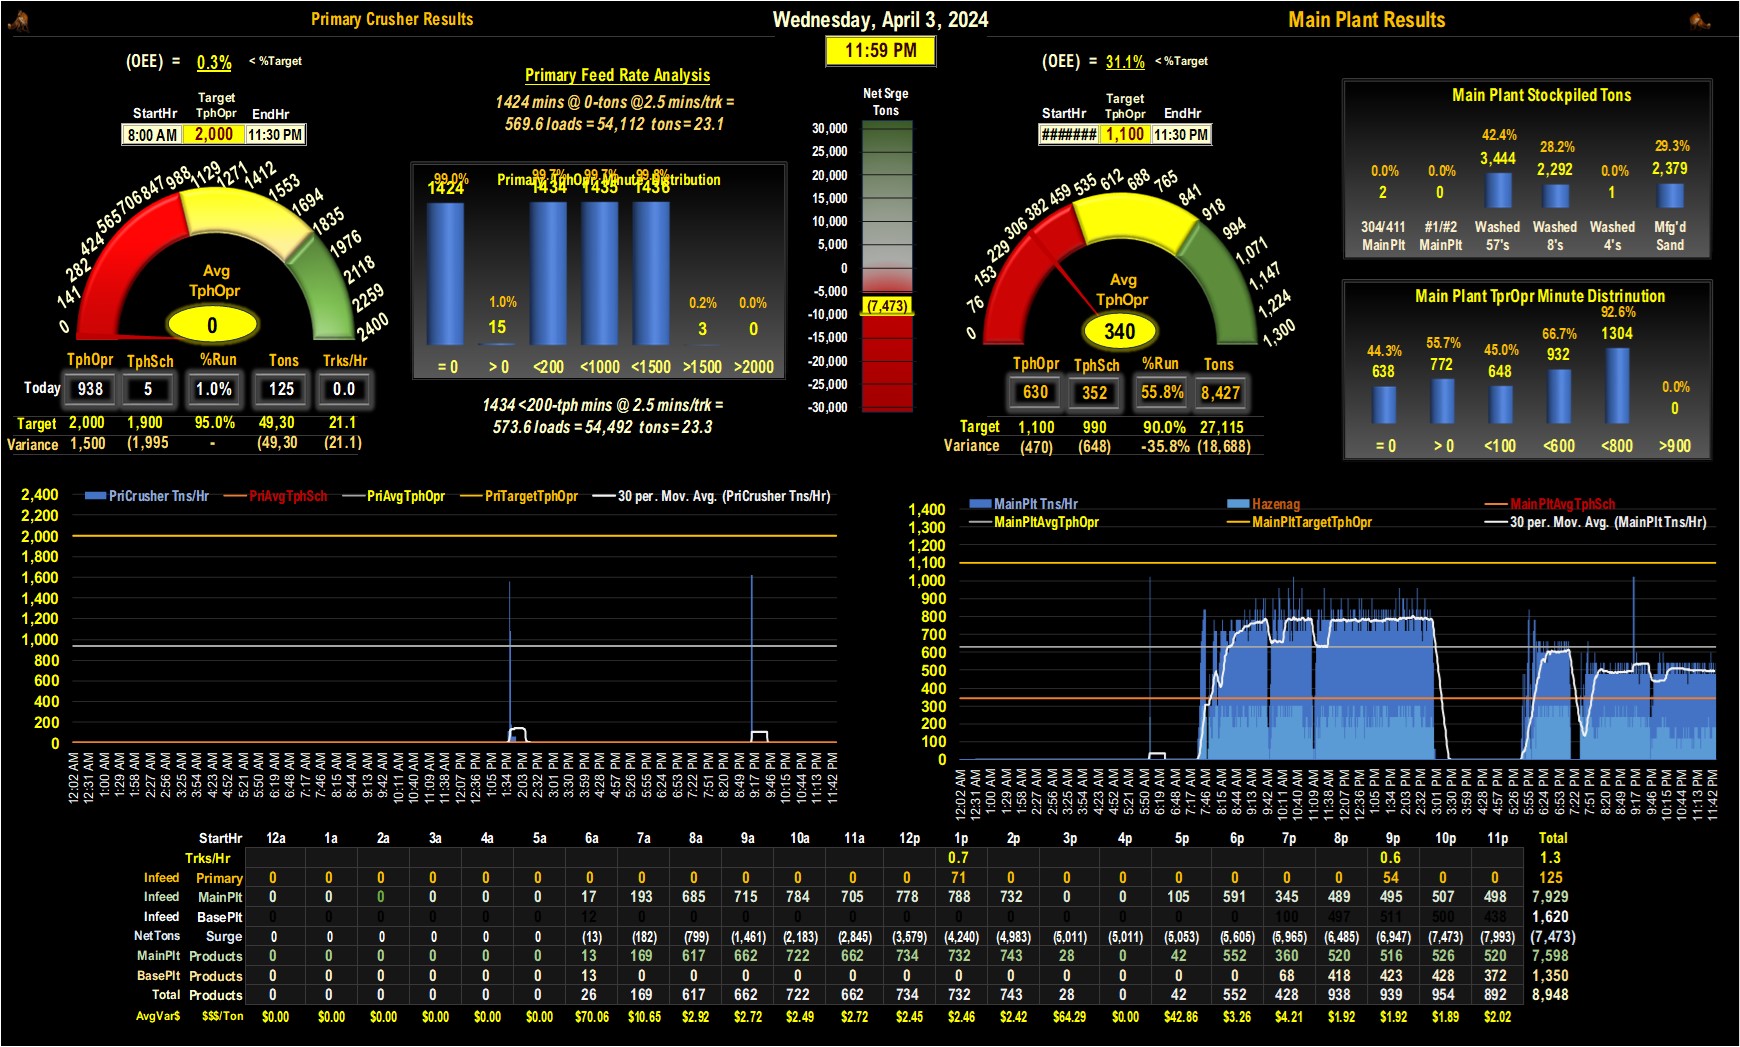 Primary Crusher Results
Wednesday, April 3, 2024
Main Plant Results
11:59 PM
(OEE) = 0.3% < %Target
StartHr Target TphOpr EndHr
8:00 AM 2,000 11:30 PM
0 141 282 424 565 706 847 988 1129 1271 1412 1553 1694 1835 1976 2118 2259 2400
Avg
TphOpr
0
TphOpr TphSch %Run Tons Trks/Hr
Today 938 5 1.0% 125 0.0
Target 2,000 1,900 95.0% 49,30 21.1
Variance 1,500 (1,995 - (49,30 (21.1)
Primary Feed Rate Analysis
1424 mins @ 0-tons @2.5 mins/trk =
569.6 loads = 54,112 tons = 23.1
Primary TphOpr Minute Distribution
99.0% 1.0% 99.7% 99.7% 99.8% 0.2% 0.0%
1424 15 1434 1435 1436 3 0
= 0 > 0 <200 <1000 <1500 >1500 >2000
1434 <200-tph mins @ 2.5 mins/trk =
573.6 loads = 54,492 tons = 23.3
Net Srge
Tons
30,000
25,000
20,000
15,000
10,000
5,000
0
-5,000
(7,473)
-10,000
-15,000
-20,000
-25,000
-30,000
(OEE) = 31.1% < %Target
StartHr Target TphOpr EndHr
####### 1,100 11:30 PM
0 76 153 229 306 382 459 535 612 688 765 841 918 994 1,071 1,147 1,224 1,300
Avg
TphOpr
340
TphOpr TphSch %Run Tons
630 352 55.8% 8,427
Target 1,100 990 90.0% 27,115
Variance (470) (648) -35.8% (18,688)
Main Plant Stockpiled Tons
0.0% 0.0% 42.4% 28.2% 0.0% 29.3%
2 0 3,444 2,292 1 2,379
304/411 #1/#2 Washed Washed Washed Mfg'd
MainPlt MainPlt 57's 8's 4's Sand
Main Plant TprOpr Minute Distrinution
44.3% 55.7% 45.0% 66.7% 92.6% 0.0%
638 772 648 932 1304 0
= 0 > 0 <100 <600 <800 >900
PriCrusher Tns/Hr PriAvgTphSch PriAvgTphOpr PriTargetTphOpr 30 per. Mov. Avg. (PriCrusher Tns/Hr)
2,400
2,200
2,000
1,800
1,600
1,400
1,200
1,000
800
600
400
200
0
12:02 AM 12:31 AM 1:00 AM 1:29 AM 1:58 AM 2:27 AM 2:56 AM 3:25 AM 3:54 AM 4:23 AM 4:52 AM 5:21 AM 5:50 AM 6:19 AM 6:48 AM 7:17 AM 7:46 AM 8:15 AM 8:44 AM 9:13 AM 9:42 AM 10:11 AM 10:40 AM 11:09 AM 11:38 AM 12:07 PM 12:36 PM 1:05 PM 1:34 PM 2:03 PM 2:32 PM 3:01 PM 3:30 PM 3:59 PM 4:28 PM 4:57 PM 5:26 PM 5:55 PM 6:24 PM 6:53 PM 7:22 PM 7:51 PM 8:20 PM 8:49 PM 9:17 PM 9:46 PM 10:15 PM 10:44 PM 11:13 PM 11:42 PM
MainPlt Tns/Hr Hazenag MainPltAvgTphSch
MainPltAvgTphOpr MainPltTargetTphOpr 30 per. Mov. Avg. (MainPlt Tns/Hr)
1,400
1,300
1,200
1,100
1,000
900
800
700
600
500
400
300
200
100
0
12:02 AM 12:31 AM 1:00 AM 1:29 AM 1:58 AM 2:27 AM 2:56 AM 3:25 AM 3:54 AM 4:23 AM 4:52 AM 5:21 AM 5:50 AM 6:19 AM 6:48 AM 7:17 AM 7:46 AM 8:15 AM 8:44 AM 9:13 AM 9:42 AM 10:11 AM 10:40 AM 11:09 AM 11:38 AM 12:07 PM 12:36 PM 1:05 PM 1:34 PM 2:03 PM 2:32 PM 3:01 PM 3:30 PM 3:59 PM 4:28 PM 4:57 PM 5:26 PM 5:55 PM 6:24 PM 6:53 PM 7:22 PM 7:51 PM 8:20 PM 8:49 PM 9:17 PM 9:46 PM 10:15 PM 10:44 PM 11:13 PM 11:42 PM
StartHr 12a 1a 2a 3a 4a 5a 6a 7a 8a 9a 10a 11a 12p 1p 2p 3p 4p 5p 6p 7p 8p 9p 10p 11p Total
Trks/Hr 0.7 0.6 1.3
Infeed Primary 0 0 0 0 0 0 0 0 0 0 0 0 0 71 0 0 0 0 0 0 0 54 0 0 125
Infeed MainPlt 0 0 0 0 0 0 17 193 685 715 784 705 778 788 732 0 0 105 591 345 489 495 507 498 7,929
Infeed BasePlt 0 0 0 0 0 0 12 0 0 0 0 0 0 0 0 0 0 0 0 100 497 511 500 438 1,620
NetTons Surge 0 0 0 0 0 0 (13) (182) (799) (1,461) (2,183) (2,845) (3,579) (4,240) (4,983) (5,011) (5,011) (5,053) (5,605) (5,965) (6,485) (6,947) (7,473) (7,993) (7,473)
MainPlt Products 0 0 0 0 0 0 13 169 617 662 722 662 734 732 743 28 0 42 552 360 520 516 526 520 7,598
BasePlt Products 0 0 0 0 0 0 13 0 0 0 0 0 0 0 0 0 0 0 0 68 418 423 428 372 1,350
Total Products 0 0 0 0 0 0 26 169 617 662 722 662 734 732 743 28 0 42 552 428 938 939 954 892 8,948
AvgVar$ $$$/Ton $0.00 $0.00 $0.00 $0.00 $0.00 $0.00 $70.06 $10.65 $2.92 $2.72 $2.49 $2.72 $2.45 $2.46 $2.42 $64.29 $0.00 $42.86 $3.26 $4.21 $1.92 $1.92 $1.89 $2.02